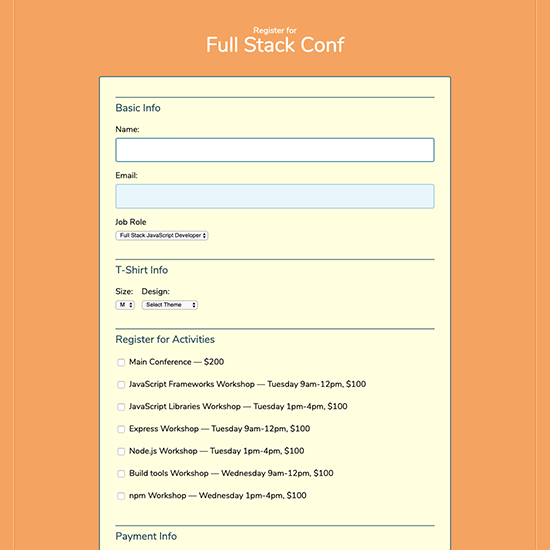 Register for
Full Stack Conf
Basic Info
Name:
Email:
Job Role
Full Stack JavaScript Developer
T-Shirt Info
Size: Design:
M Select Theme
Register for Activities
Main Conference — $200
JavaScript Frameworks Workshop — Tuesday 9am-12pm, $100
JavaScript Libraries Workshop — Tuesday 1pm-4pm, $100
Express Workshop — Tuesday 9am-12pm, $100
Node.js Workshop — Tuesday 1pm-4pm, $100
Build tools Workshop — Wednesday 9am-12pm, $100
npm Workshop — Wednesday 1pm-4pm, $100
Payment Info